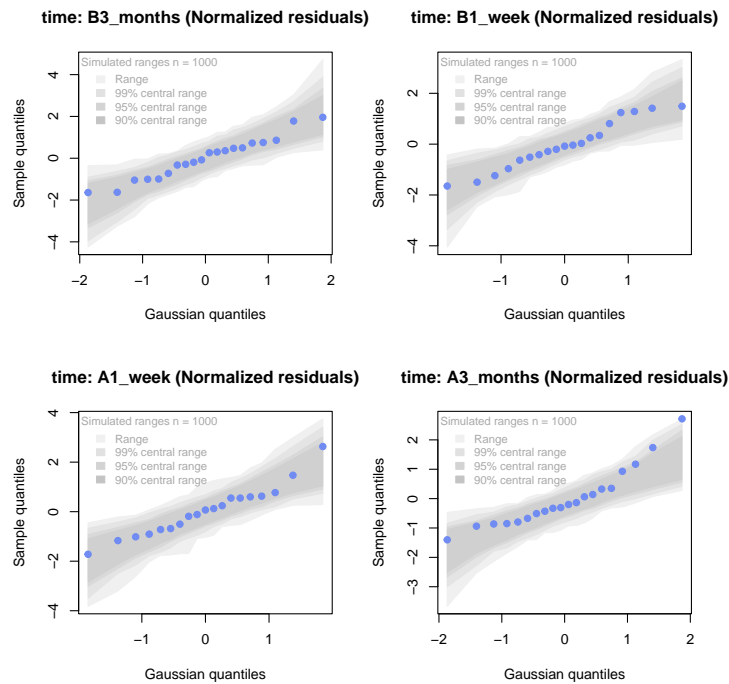 time: B3_months (Normalized residuals)
Simulated ranges n = 1000
Range
99% central range
95% central range
90% central range
4
2
0
−2
−4
Sample quantiles
−2 −1 0 1 2
Gaussian quantiles
time: B1_week (Normalized residuals)
Simulated ranges n = 1000
Range
99% central range
95% central range
90% central range
2
0
−2
−4
Sample quantiles
−1 0 1
Gaussian quantiles
time: A1_week (Normalized residuals)
Simulated ranges n = 1000
Range
99% central range
95% central range
90% central range
4
2
0
−2
−4
Sample quantiles
−1 0 1
Gaussian quantiles
time: A3_months (Normalized residuals)
Simulated ranges n = 1000
Range
99% central range
95% central range
90% central range
2
1
0
−1
−2
−3
Sample quantiles
−2 −1 0 1 2
Gaussian quantiles